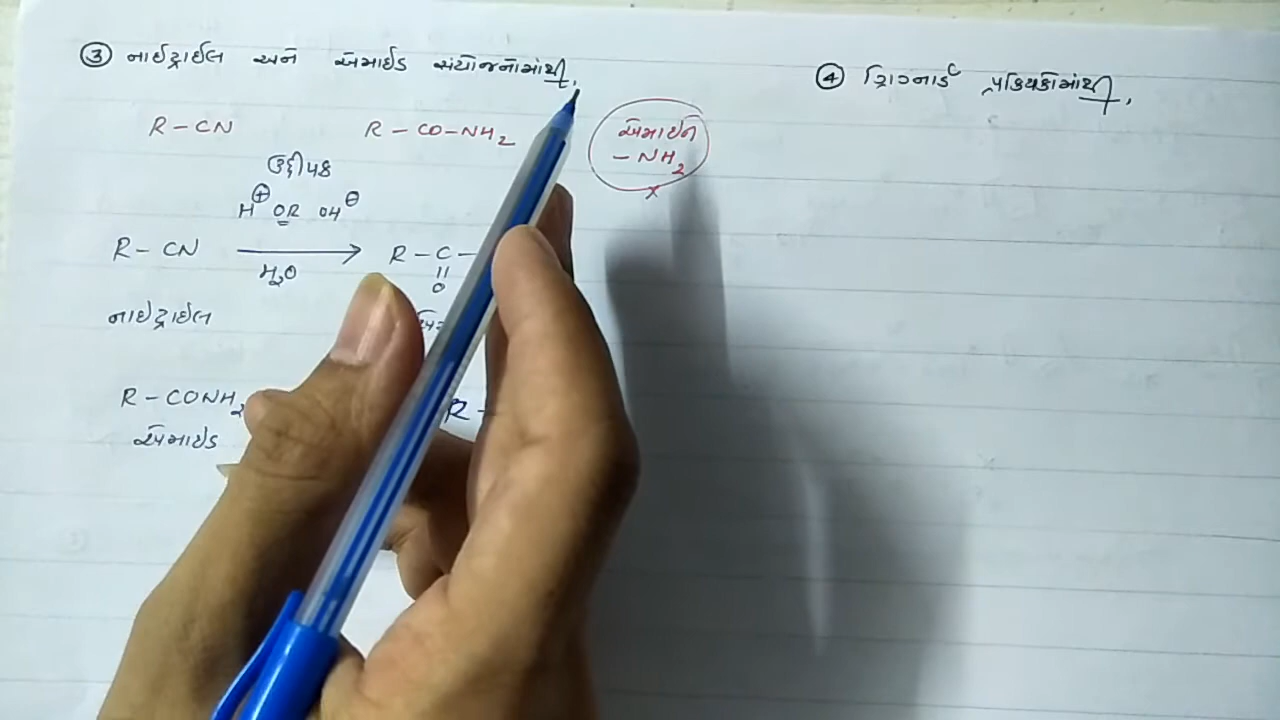 ③ નાઈટ્રાઈલ અને એમાઈડ સંયોજનોમાંથી.
R – CN R – CO – NH₂
એમાઈન
– NH₂
x
ઉદ્દીપક
H⊕ OR OH⊖
R – CN ⟶ R – C –
H₂O
||
O
નાઈટ્રાઈલ
R – CONH₂ R –
એમાઈડ
④ ગ્રિગનાર્ડ પ્રક્રિયકોમાંથી.